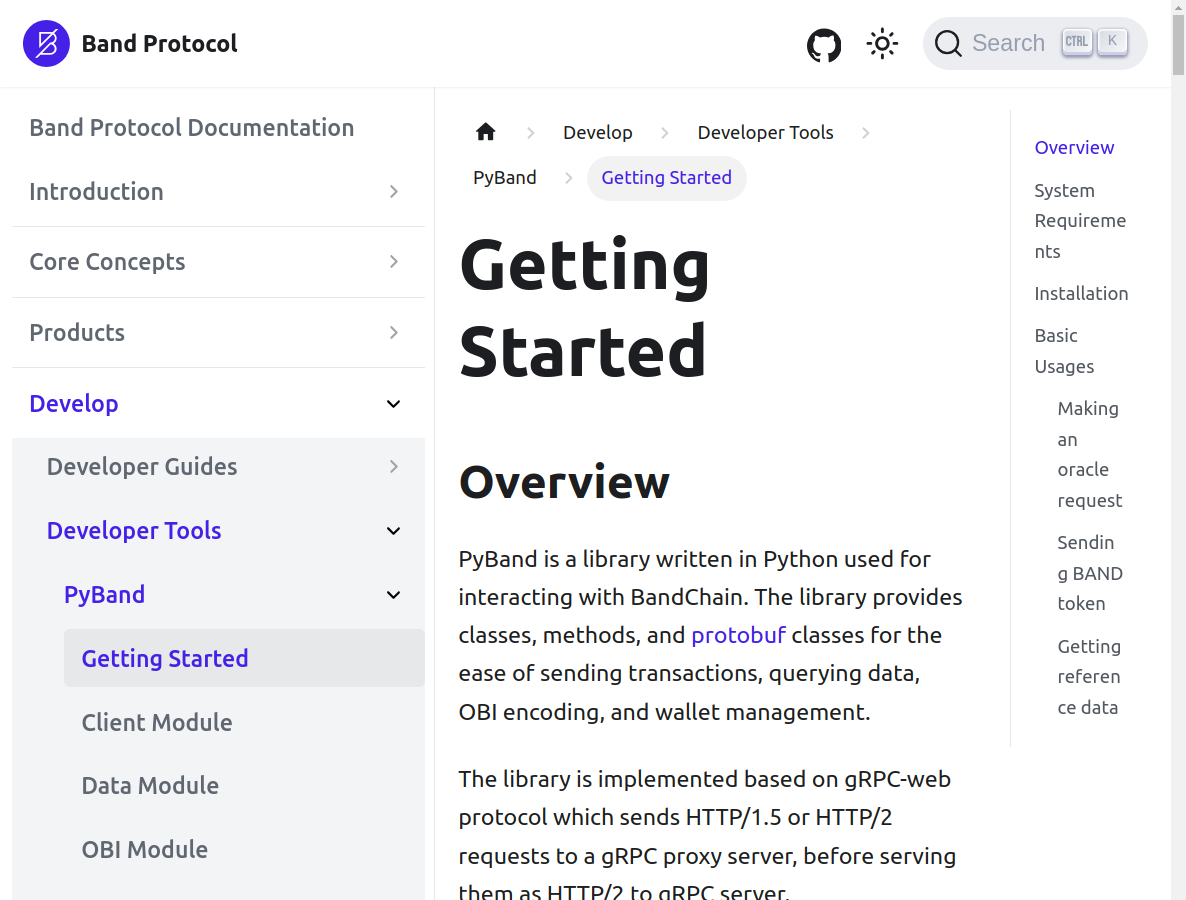 Band Protocol
Search CTRL K
Band Protocol Documentation
Introduction
Core Concepts
Products
Develop
Developer Guides
Developer Tools
PyBand
Getting Started
Client Module
Data Module
OBI Module
Develop
Developer Tools
PyBand
Getting Started
Getting
Started
Overview
PyBand is a library written in Python used for
interacting with BandChain. The library provides
classes, methods, and protobuf classes for the
ease of sending transactions, querying data,
OBI encoding, and wallet management.
The library is implemented based on gRPC-web
protocol which sends HTTP/1.5 or HTTP/2
requests to a gRPC proxy server, before serving
them as HTTP/2 to gRPC server.
Overview
System
Requireme
nts
Installation
Basic
Usages
Making
an
oracle
request
Sendin
g BAND
token
Getting
referen
ce data